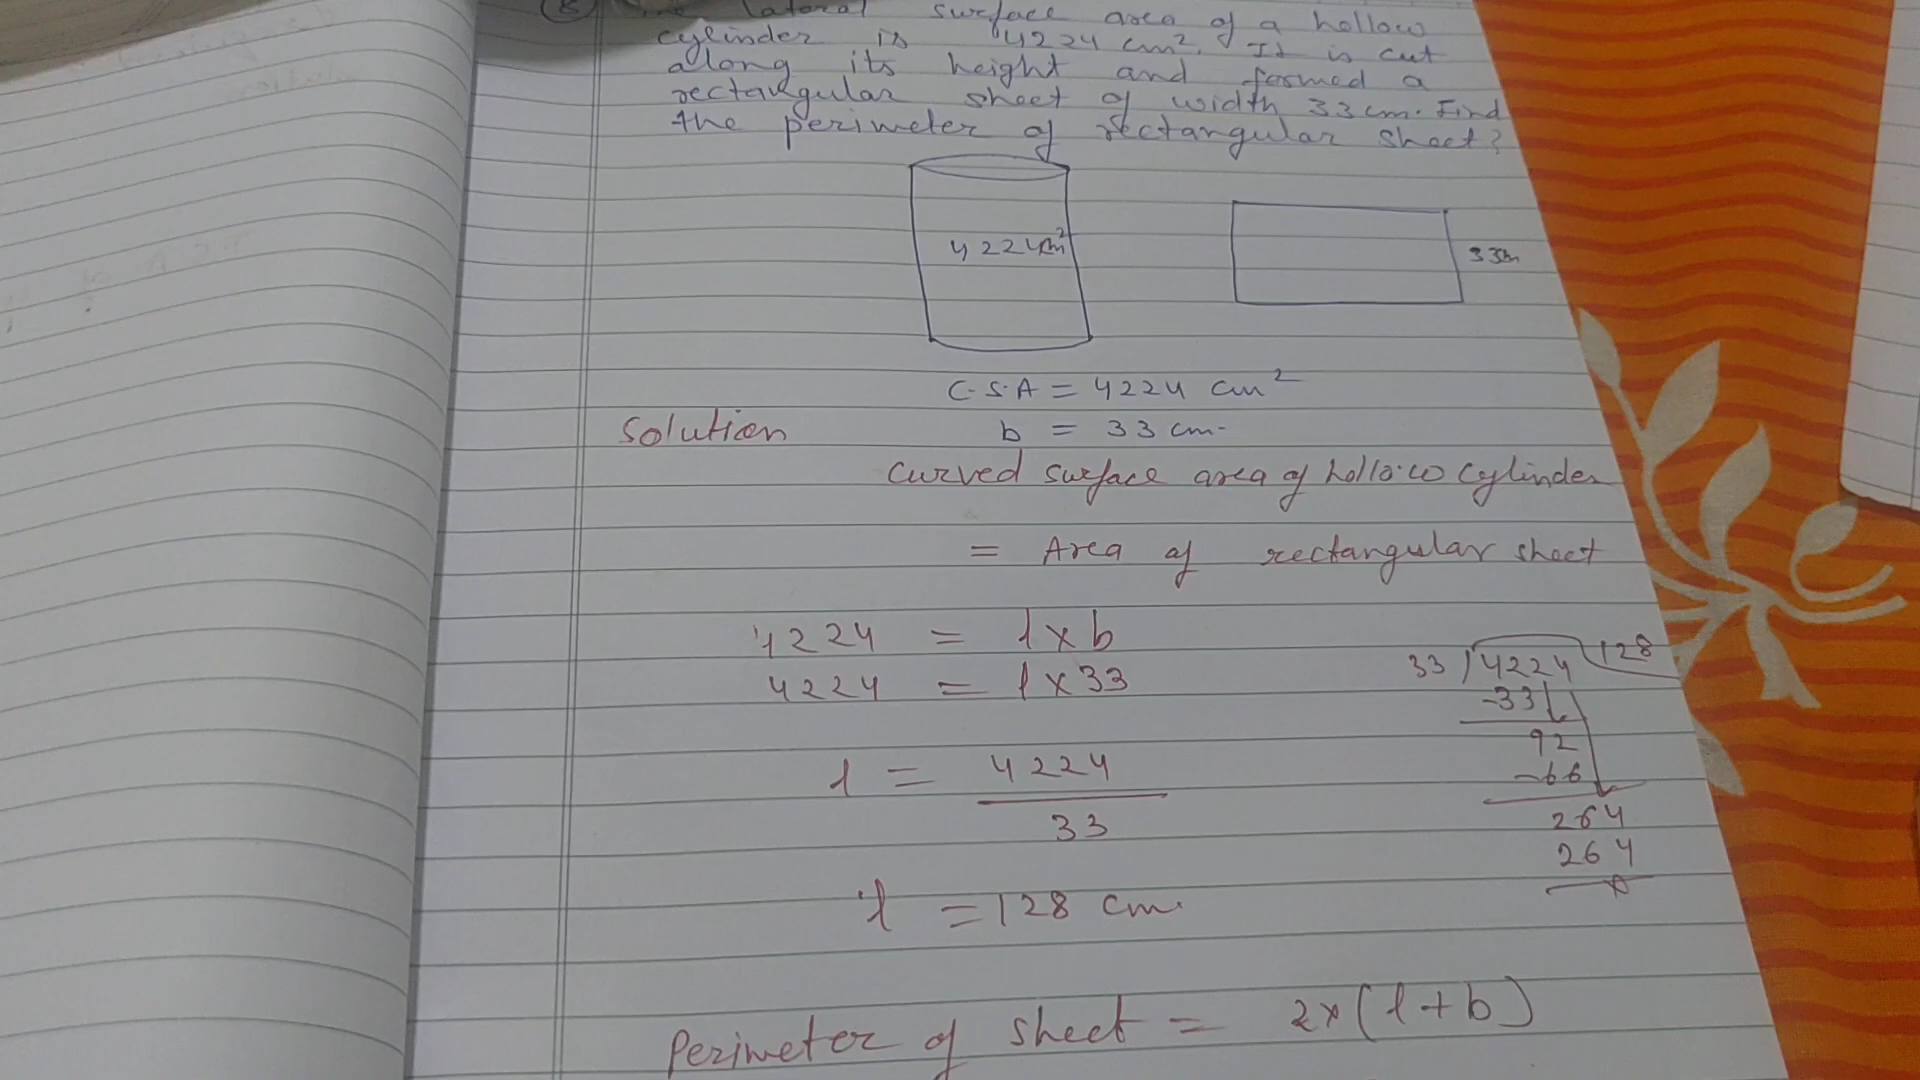 8 The lateral surface area of a hollow
cylinder is 4224 cm². It is cut
along its height and formed a
rectangular sheet of width 33 cm. Find
the perimeter of rectangular sheet?
4224cm²
33cm
C.S.A = 4224 cm²
Solution b = 33 cm.
Curved surface area of hollow cylinder
= Area of rectangular sheet
4224 = l x b
4224 = l x 33
33 ) 4224 ( 128
-33
92
-66
264
264
l = 4224
33
l = 128 cm.
Perimeter of sheet = 2x(l+b)